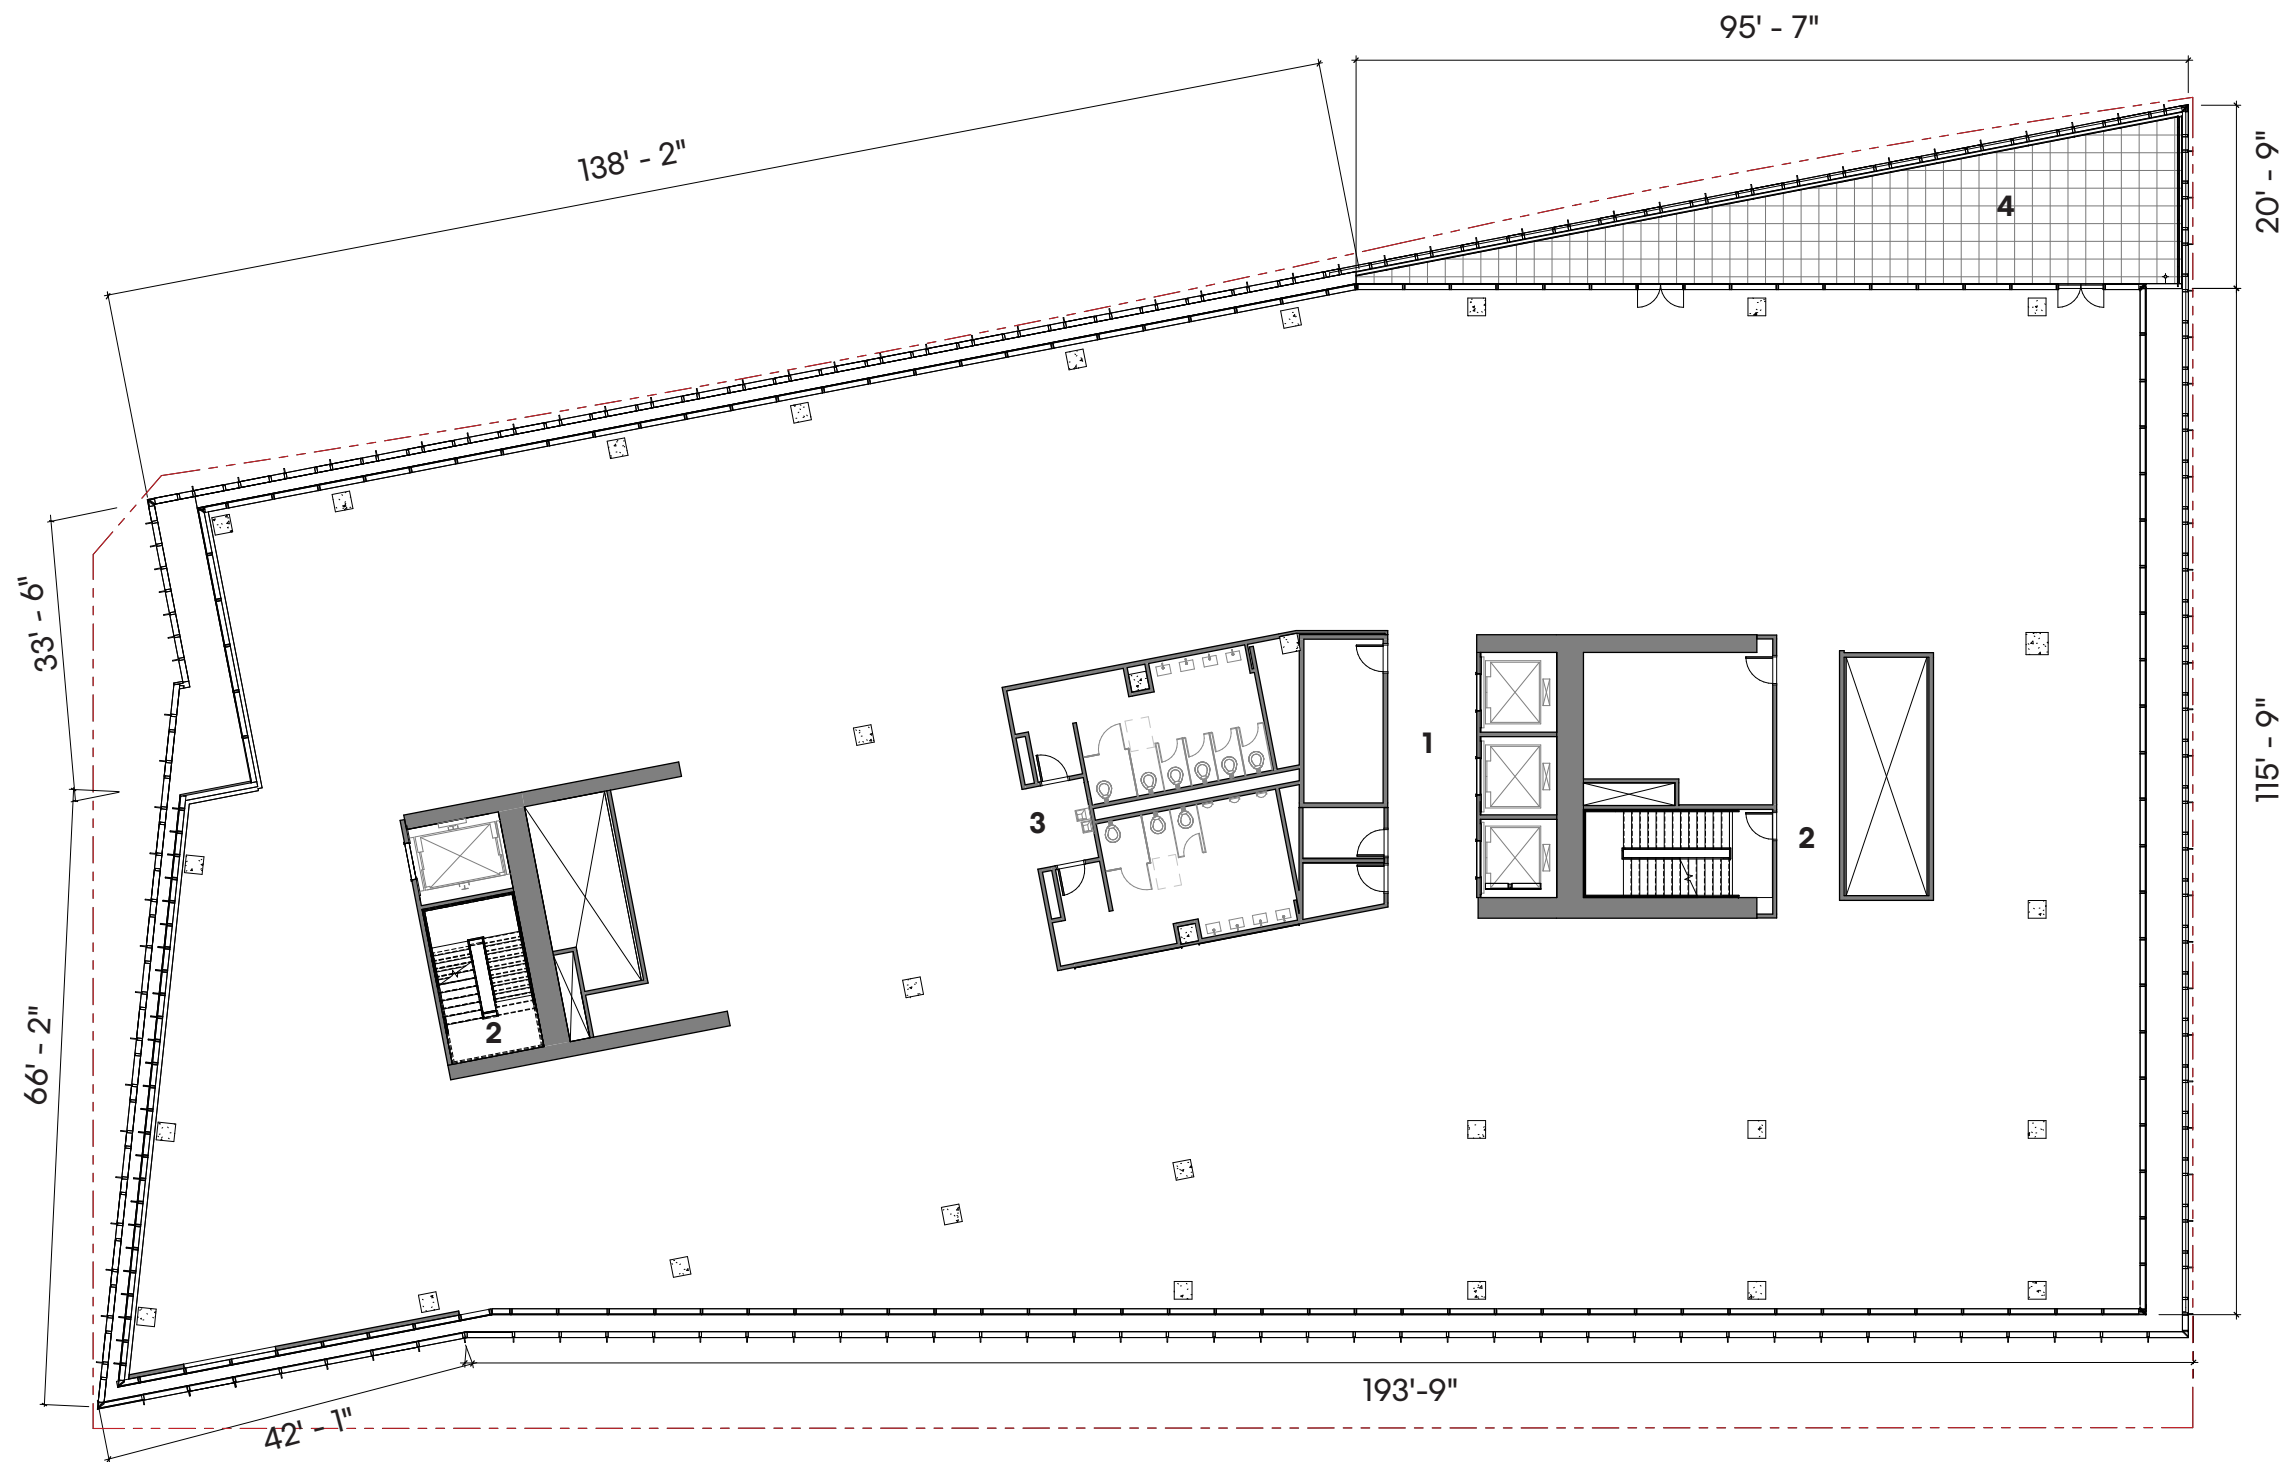 95' - 7"
138' - 2"
20' - 9"
4
33' - 6"
1
115' - 9"
3
2
2
66' - 2"
193'-9"
42' - 1"